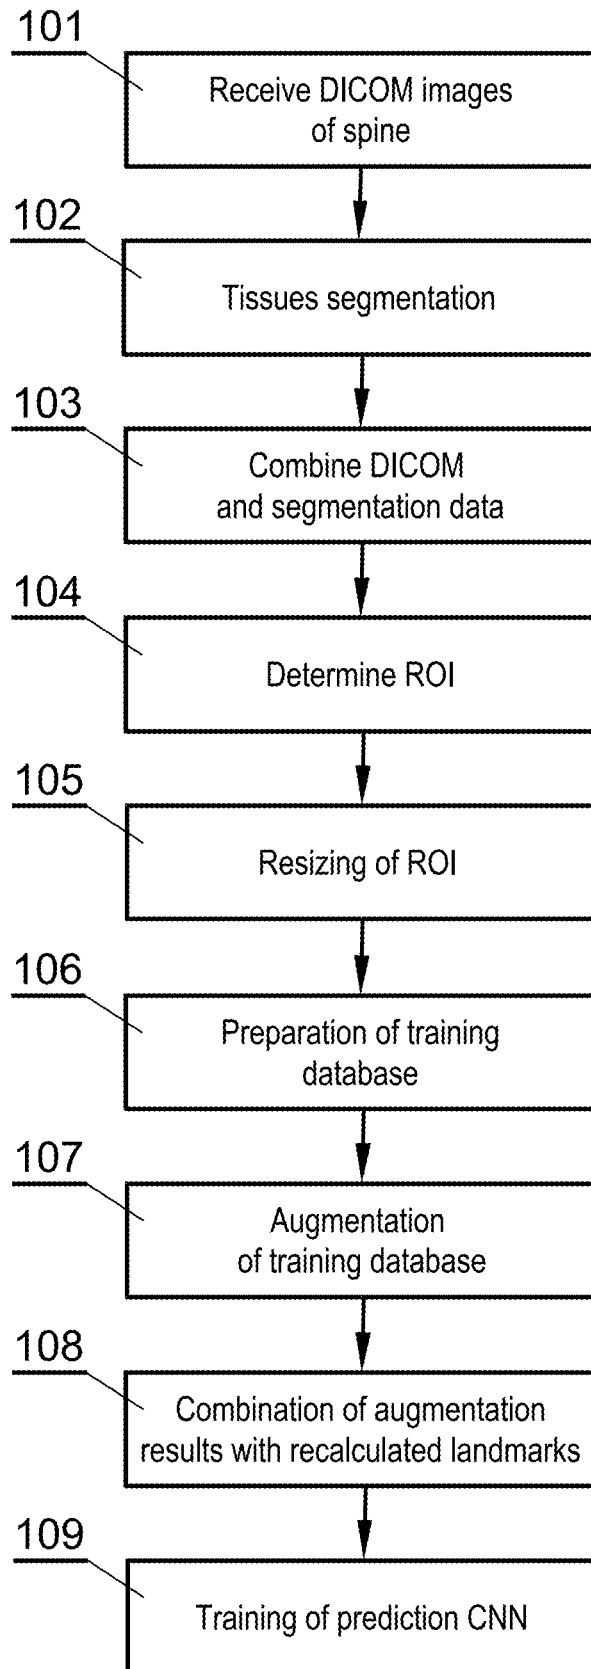 101
Receive DICOM images
of spine
102
Tissues segmentation
103
Combine DICOM
and segmentation data
104
Determine ROI
105
Resizing of ROI
106
Preparation of training
database
107
Augmentation
of training database
108
Combination of augmentation
results with recalculated landmarks
109
Training of prediction CNN